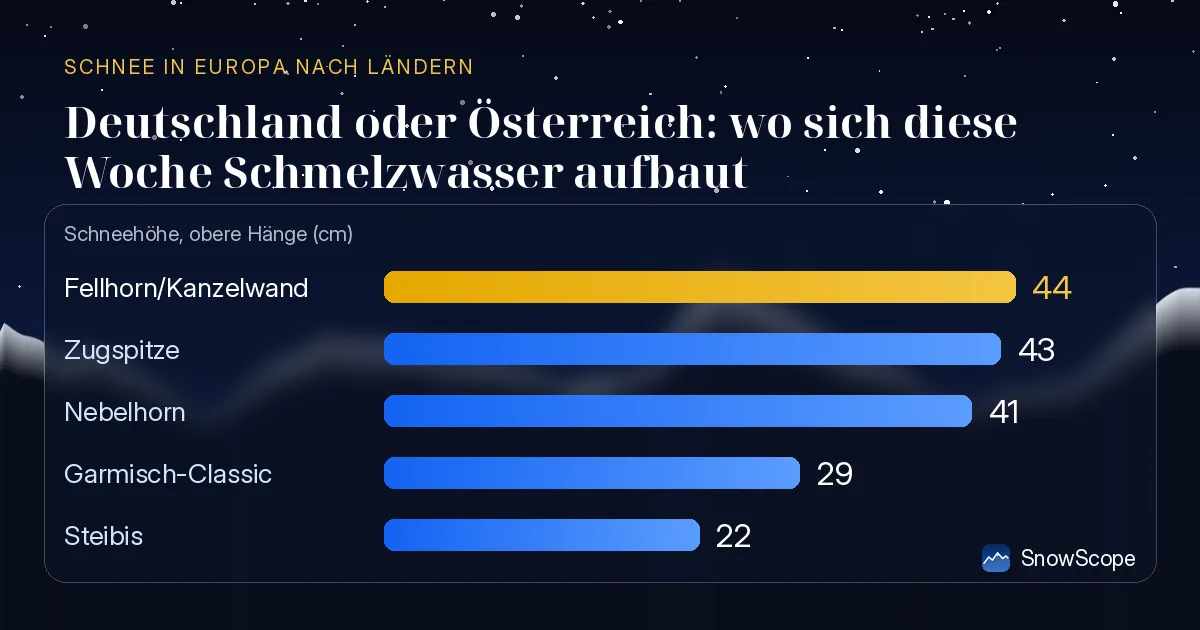 SCHNEE IN EUROPA NACH LÄNDERN
Deutschland oder Österreich: wo sich diese
Woche Schmelzwasser aufbaut
Schneehöhe, obere Hänge (cm)
Fellhorn/Kanzelwand 44
Zugspitze 43
Nebelhorn 41
Garmisch-Classic 29
Steibis 22
SnowScope